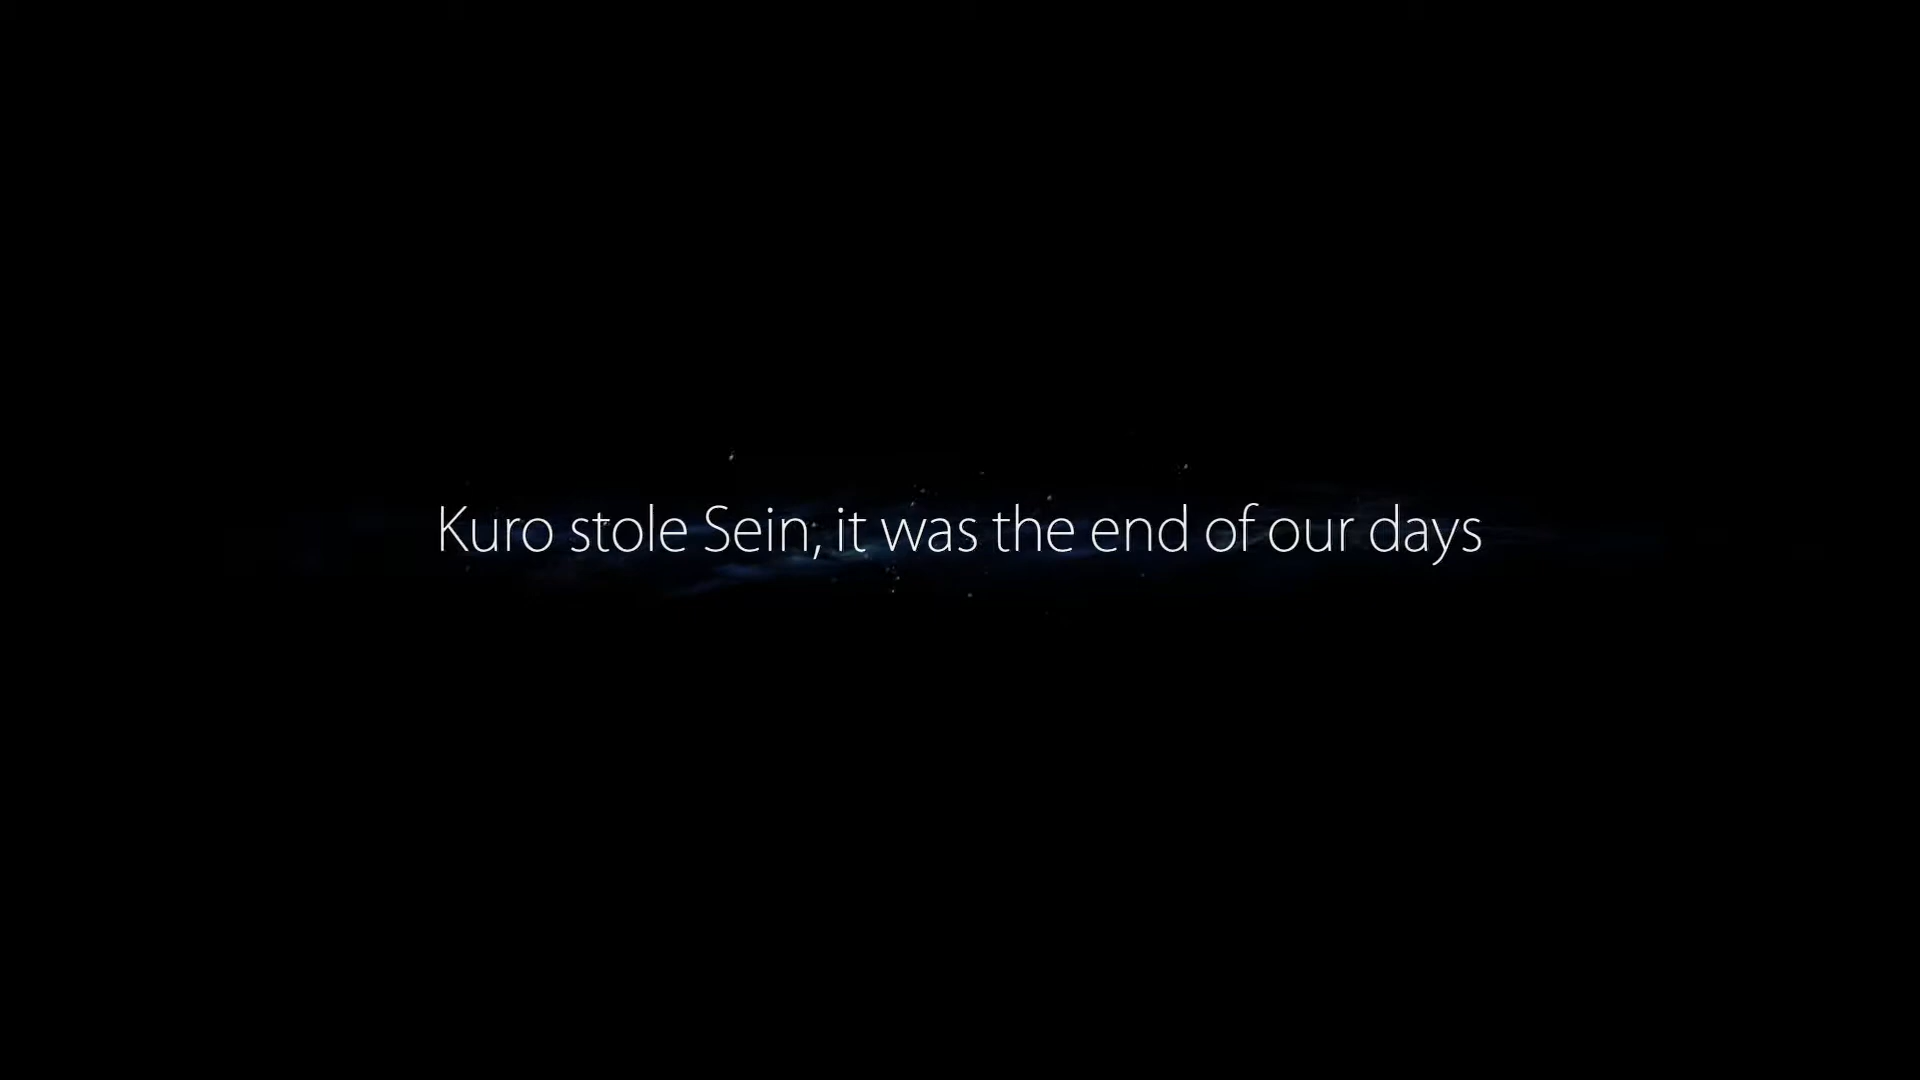 Kuro stole Sein, it was the end of our days